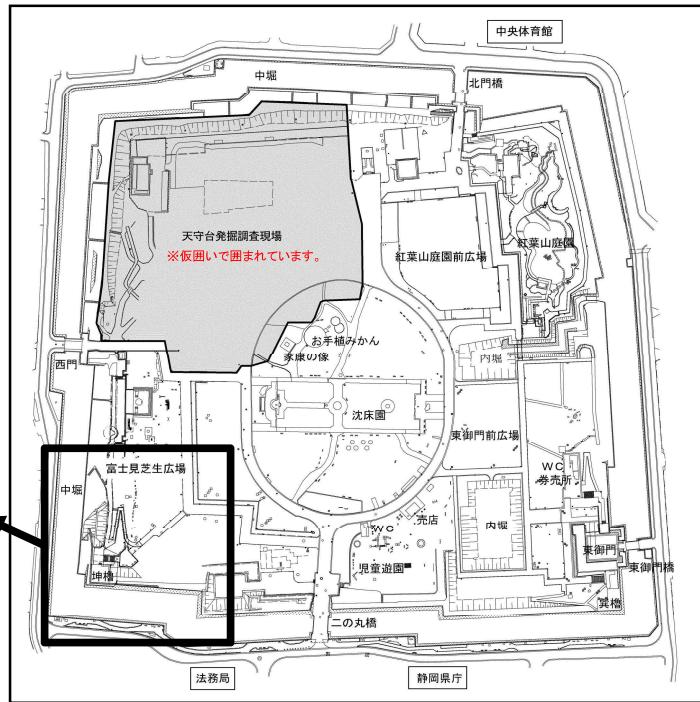 中央体育館
中堀
北門橋
天守台発掘調査現場
※仮囲いで囲まれています。
紅葉山庭園前広場
紅葉山庭園
お手植みかん
家康の像
内堀
西門
沈床園
東御門前広場
富士見芝生広場
中堀
WC
券売所
売店
WC
内堀
東御門
東御門橋
児童遊園
坤櫓
巽櫓
二の丸橋
法務局
静岡県庁